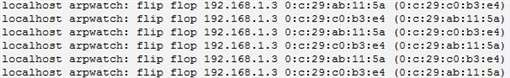 localhost arpwatch: flip flop 192.168.1.3 0:c:29:ab:11:5a (0:c:29:c0:b3:e4)
localhost arpwatch: flip flop 192.168.1.3 0:c:29:c0:b3:e4 (0:c:29:ab:11:5a)
localhost arpwatch: flip flop 192.168.1.3 0:c:29:ab:11:5a (0:c:29:c0:b3:e4)
localhost arpwatch: flip flop 192.168.1.3 0:c:29:c0:b3:e4 (0:c:29:ab:11:5a)
localhost arpwatch: flip flop 192.168.1.3 0:c:29:ab:11:5a (0:c:29:c0:b3:e4)
localhost arpwatch: flip flop 192.168.1.3 0:c:29:c0:b3:e4 (0:c:29:ab:11:5a)